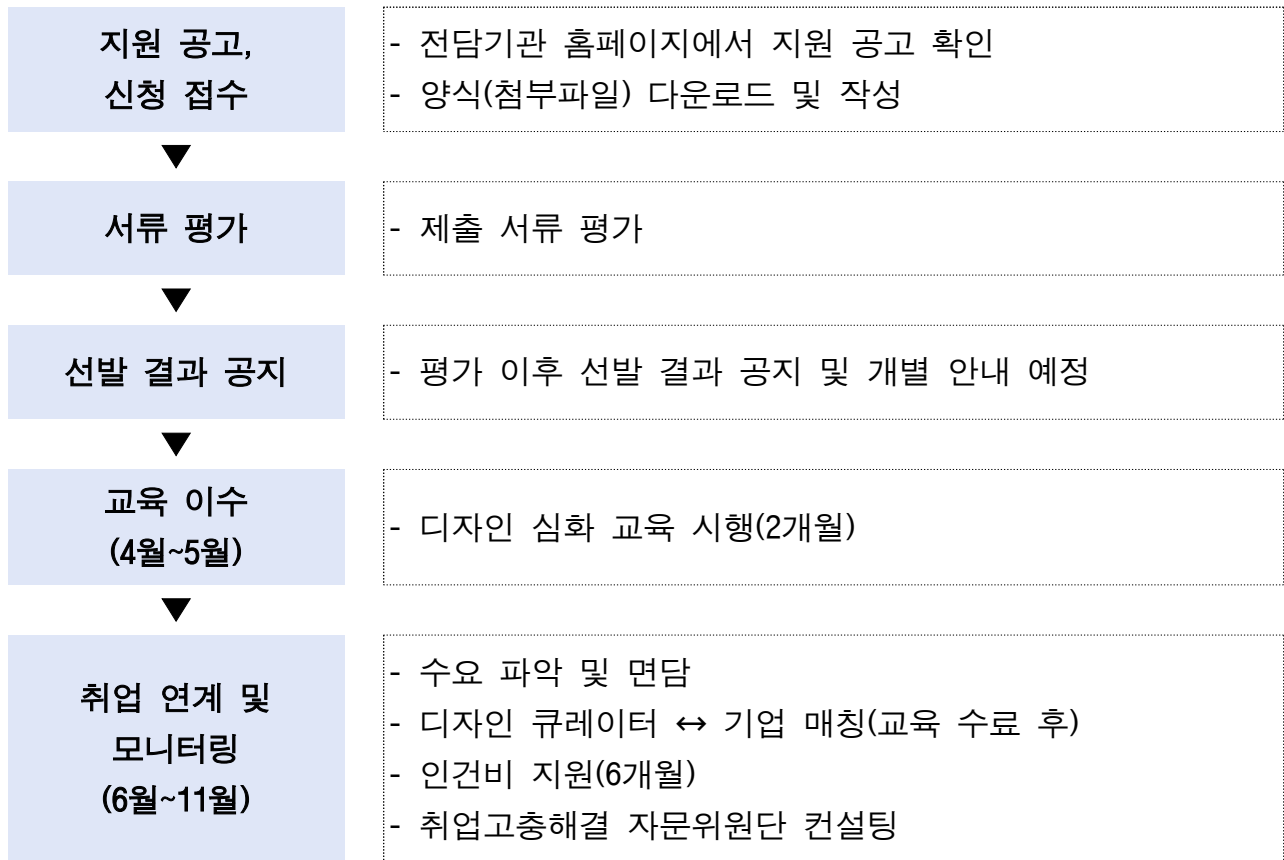 지원 공고,
신청 접수
- 전담기관 홈페이지에서 지원 공고 확인
- 양식(첨부파일) 다운로드 및 작성
▼
서류 평가
- 제출 서류 평가
▼
선발 결과 공지
- 평가 이후 선발 결과 공지 및 개별 안내 예정
▼
교육 이수
(4월~5월)
- 디자인 심화 교육 시행(2개월)
▼
취업 연계 및
모니터링
(6월~11월)
- 수요 파악 및 면담
- 디자인 큐레이터 ↔ 기업 매칭(교육 수료 후)
- 인건비 지원(6개월)
- 취업고충해결 자문위원단 컨설팅